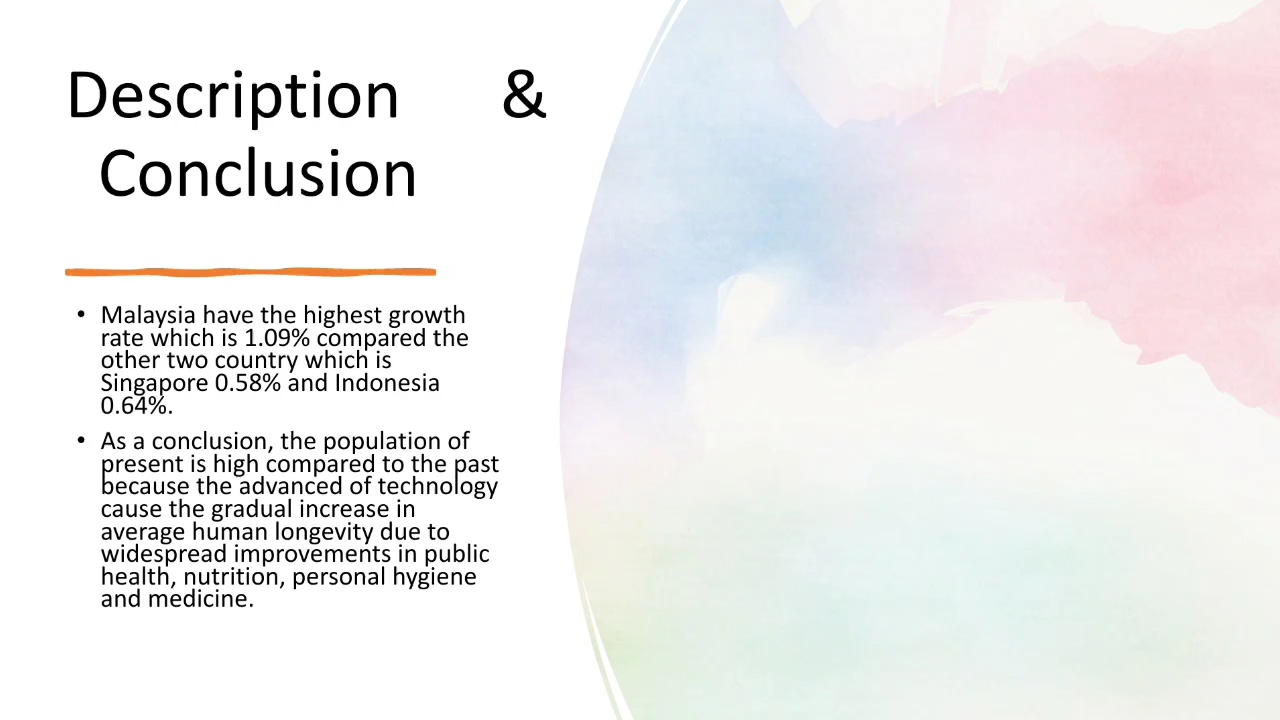 Description &
Conclusion
• Malaysia have the highest growth
rate which is 1.09% compared the
other two country which is
Singapore 0.58% and Indonesia
0.64%.
• As a conclusion, the population of
present is high compared to the past
because the advanced of technology
cause the gradual increase in
average human longevity due to
widespread improvements in public
health, nutrition, personal hygiene
and medicine.